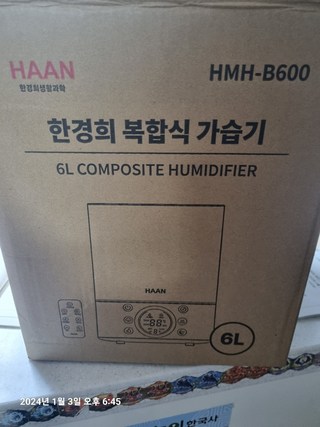 HAAN
한경희생활과학
HMH-B600
한경희 복합식 가습기
6L COMPOSITE HUMIDIFIER
HAAN
88
6L
2024년 1월 3일 오후 6:45
한국사